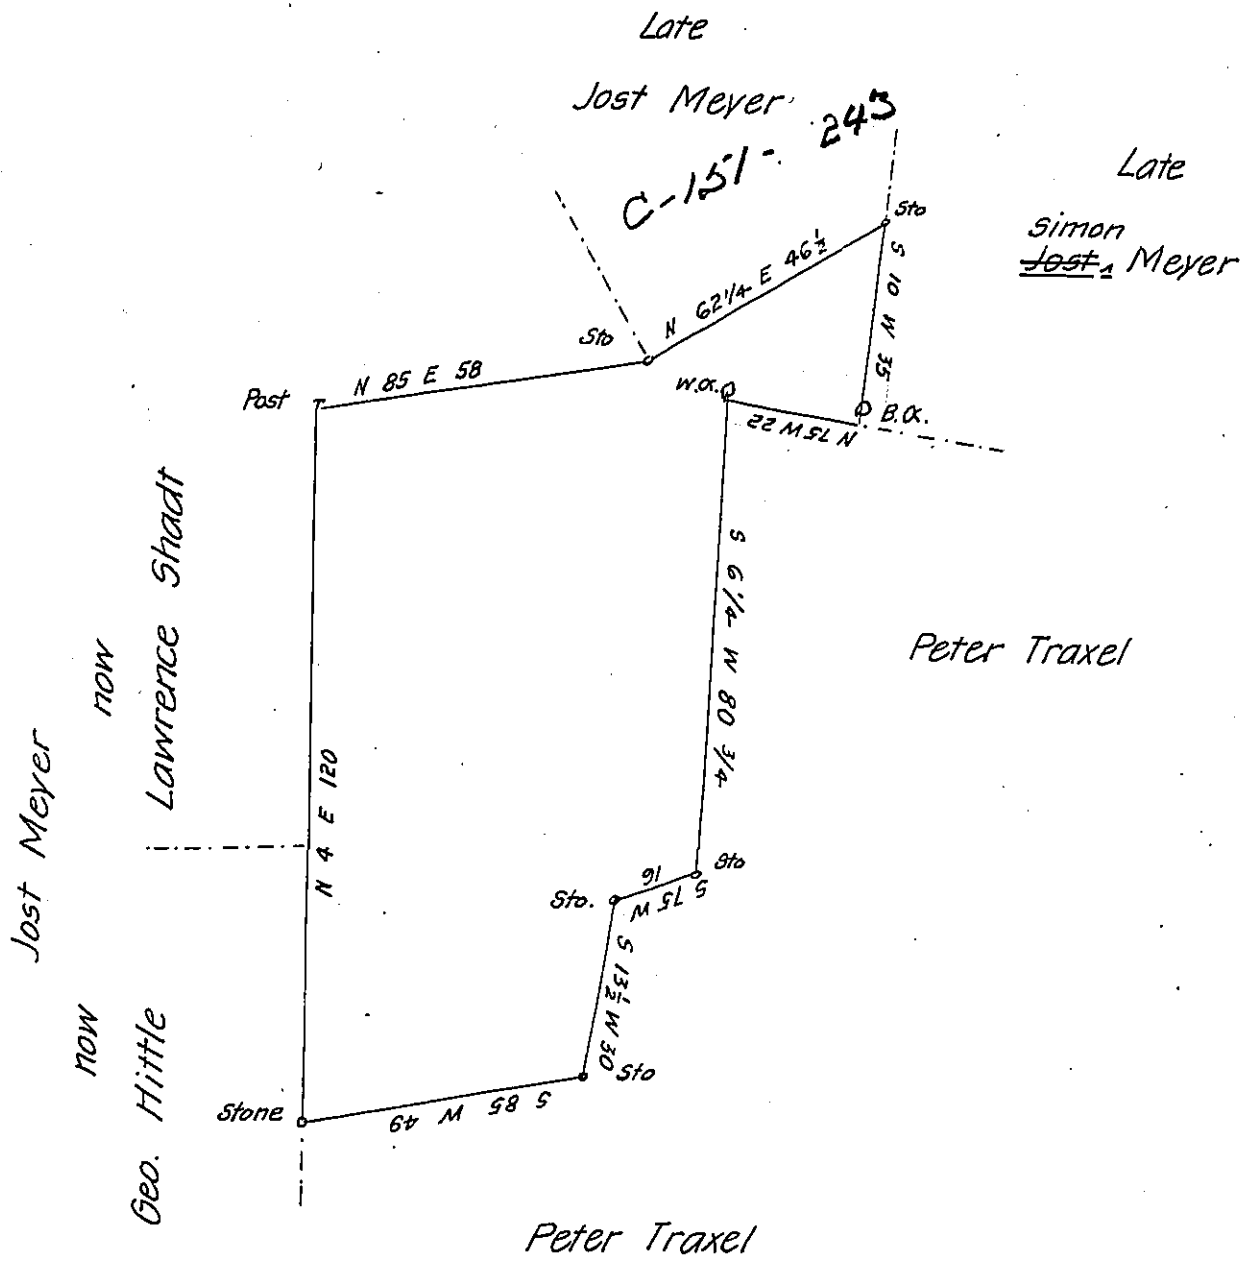 Late
Jost Meyer
C-151- 243
Late
Simon
~~Jost~~ Meyer
Sto
N 62 1/4 E 46 1/2
S 10 W 35
Sto
N 85 E 58
Post
W.O.
B.O.
N 75 W 22
S 6 1/4 W 80 3/4
Peter Traxel
Lawrence Shadt
now
Jost Meyer
N 4 E 120
Sto
16
S 75 W
Sto.
S 13 1/2 W 30
Sto
S 85 W 49
Stone
now
Geo. Hittle
Peter Traxel